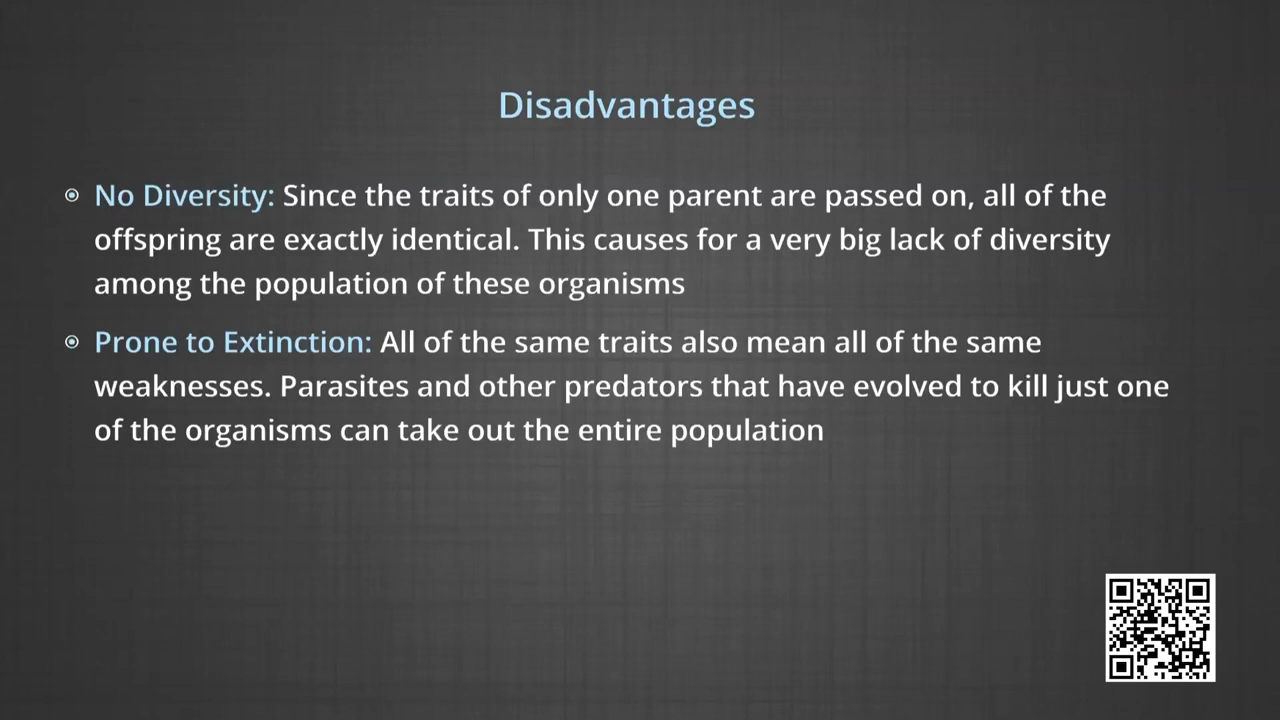 Disadvantages
No Diversity: Since the traits of only one parent are passed on, all of the
offspring are exactly identical. This causes for a very big lack of diversity
among the population of these organisms
Prone to Extinction: All of the same traits also mean all of the same
weaknesses. Parasites and other predators that have evolved to kill just one
of the organisms can take out the entire population